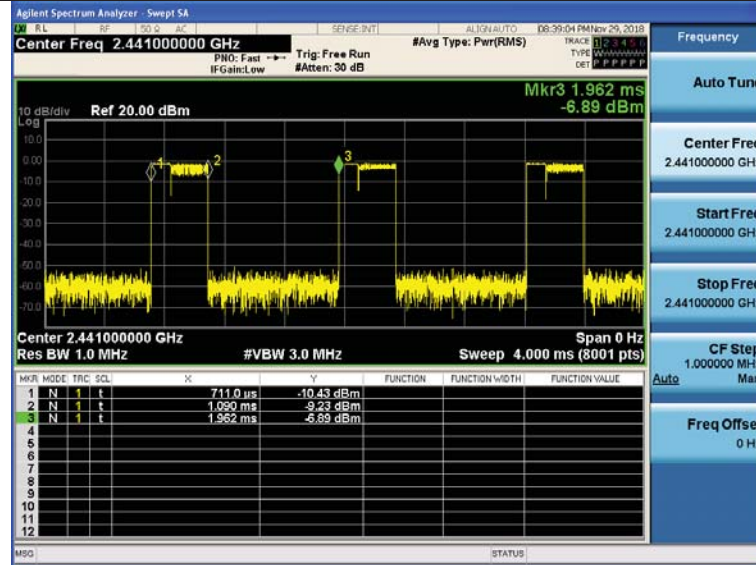 Agilent Spectrum Analyzer - Swept SA
RL RF 50 Ω AC SENSE:INT ALIGN AUTO 08:39:04 PM Nov 29, 2018
Center Freq 2.441000000 GHz
PNO: Fast
IFGain:Low
Trig: Free Run
#Atten: 30 dB
#Avg Type: Pwr(RMS)
TRACE 1 2 3 4 5 6
TYPE WWWWWW
DET P P P P P P
Mkr3 1.962 ms
-6.89 dBm
10 dB/div Ref 20.00 dBm
Log
10.0
0.00
-10.0
-20.0
-30.0
-40.0
-50.0
-60.0
-70.0
1
2
3
Center 2.441000000 GHz Span 0 Hz
Res BW 1.0 MHz #VBW 3.0 MHz Sweep 4.000 ms (8001 pts)
MKR MODE TRC SCL X Y FUNCTION FUNCTION WIDTH FUNCTION VALUE
1 N 1 t 711.0 us -10.43 dBm
2 N 1 t 1.090 ms -9.23 dBm
3 N 1 t 1.962 ms -6.89 dBm
4
5
6
7
8
9
10
11
12
MSG STATUS
Frequency
Auto Tun
Center Fre
2.441000000 GH
Start Fre
2.441000000 GH
Stop Fre
2.441000000 GH
CF Step
1.000000 MH
Auto Ma
Freq Offse
0 H